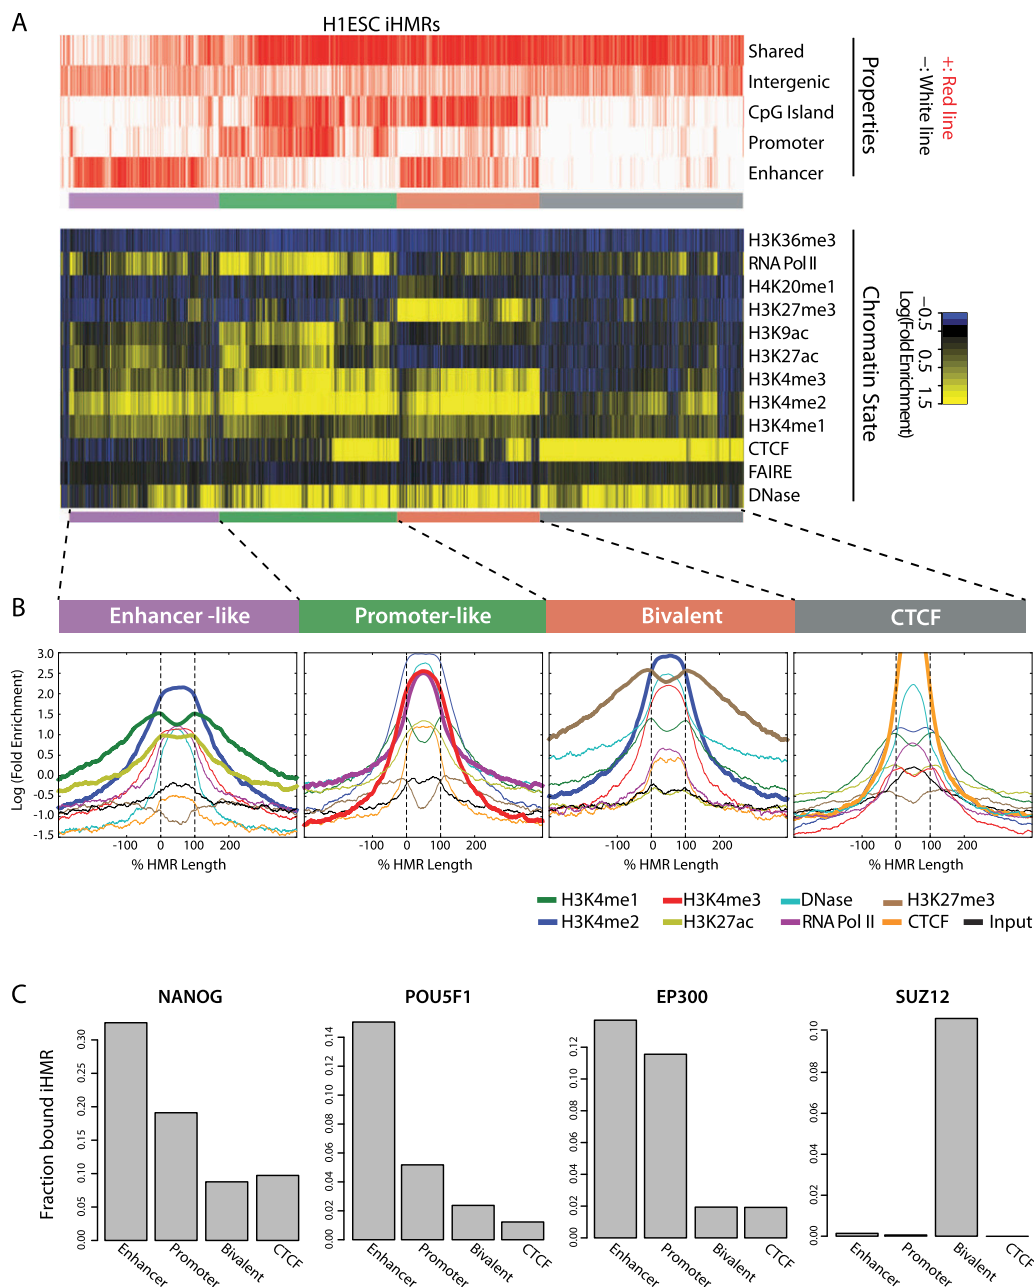 A
H1ESC iHMRs
Shared
Intergenic
CpG Island
Promoter
Enhancer
Properties
+: Red line
–: White line
H3K36me3
RNA Pol II
H4K20me1
H3K27me3
H3K9ac
H3K27ac
H3K4me3
H3K4me2
H3K4me1
CTCF
FAIRE
DNase
Chromatin State
Log(Fold Enrichment)
−0.5 0.5 1.5
B
Enhancer -like Promoter-like Bivalent CTCF
Log(Fold Enrichment)
3.0
2.5
2.0
1.5
1.0
0.5
0.0
-0.5
-1.0
-1.5
-100 0 100 200
% HMR Length
-100 0 100 200
% HMR Length
-100 0 100 200
% HMR Length
-100 0 100 200
% HMR Length
H3K4me1 H3K4me3 DNase H3K27me3
H3K4me2 H3K27ac RNA Pol II CTCF Input
C
Fraction bound iHMR
NANOG
0.30
0.25
0.20
0.15
0.10
0.05
0.00
Enhancer Promoter Bivalent CTCF
POU5F1
0.14
0.12
0.10
0.08
0.06
0.04
0.02
0.00
Enhancer Promoter Bivalent CTCF
EP300
0.12
0.10
0.08
0.06
0.04
0.02
0.00
Enhancer Promoter Bivalent CTCF
SUZ12
0.10
0.08
0.06
0.04
0.02
0.00
Enhancer Promoter Bivalent CTCF